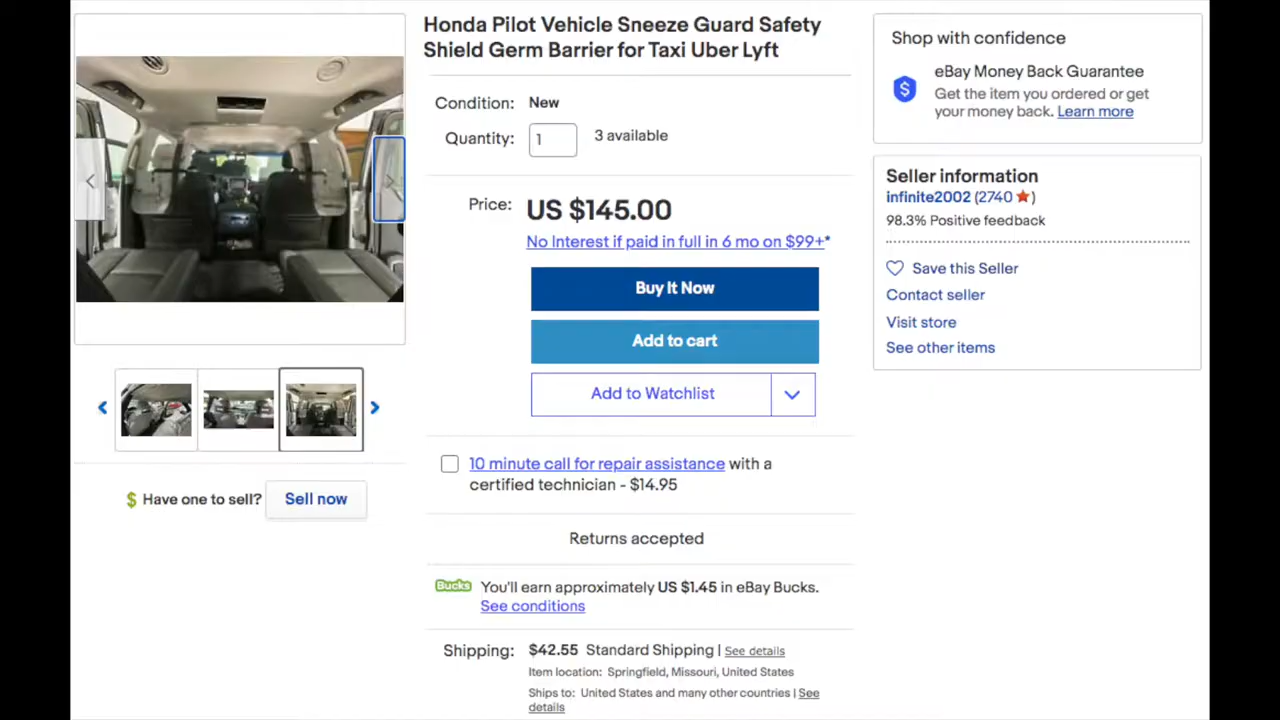 Honda Pilot Vehicle Sneeze Guard Safety
Shield Germ Barrier for Taxi Uber Lyft
Condition: New
Quantity: 1 3 available
Price: US $145.00
No Interest if paid in full in 6 mo on $99+*
Buy It Now
Add to cart
Add to Watchlist
10 minute call for repair assistance with a
certified technician - $14.95
Returns accepted
Bucks You'll earn approximately US $1.45 in eBay Bucks.
See conditions
Shipping: $42.55 Standard Shipping | See details
Item location: Springfield, Missouri, United States
Ships to: United States and many other countries | See
details
$ Have one to sell? Sell now
Shop with confidence
$ eBay Money Back Guarantee
Get the item you ordered or get
your money back. Learn more
Seller information
infinite2002 (2740 ★)
98.3% Positive feedback
Save this Seller
Contact seller
Visit store
See other items